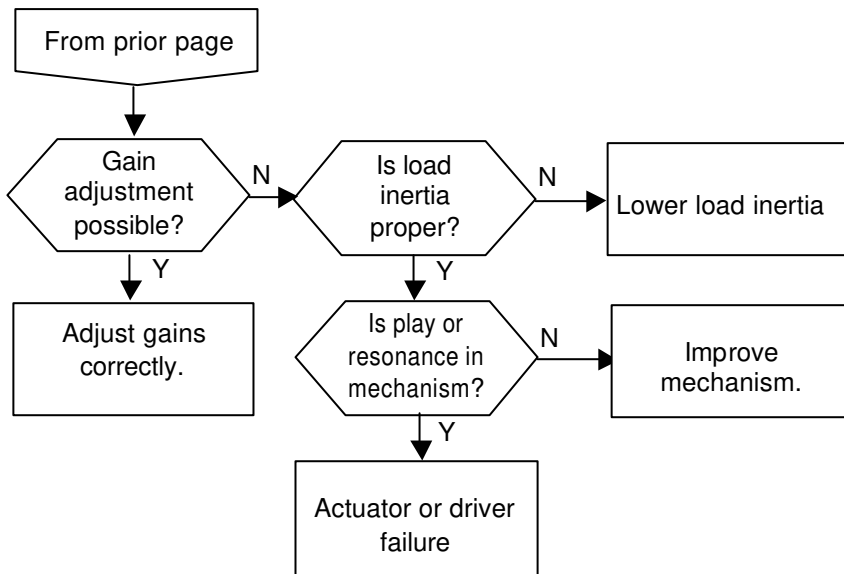 From prior page
Gain
adjustment
possible?
N
Is load
inertia
proper?
N
Lower load inertia
Y
Y
Adjust gains
correctly.
Is play or
resonance in
mechanism?
N
Improve
mechanism.
Y
Actuator or driver
failure